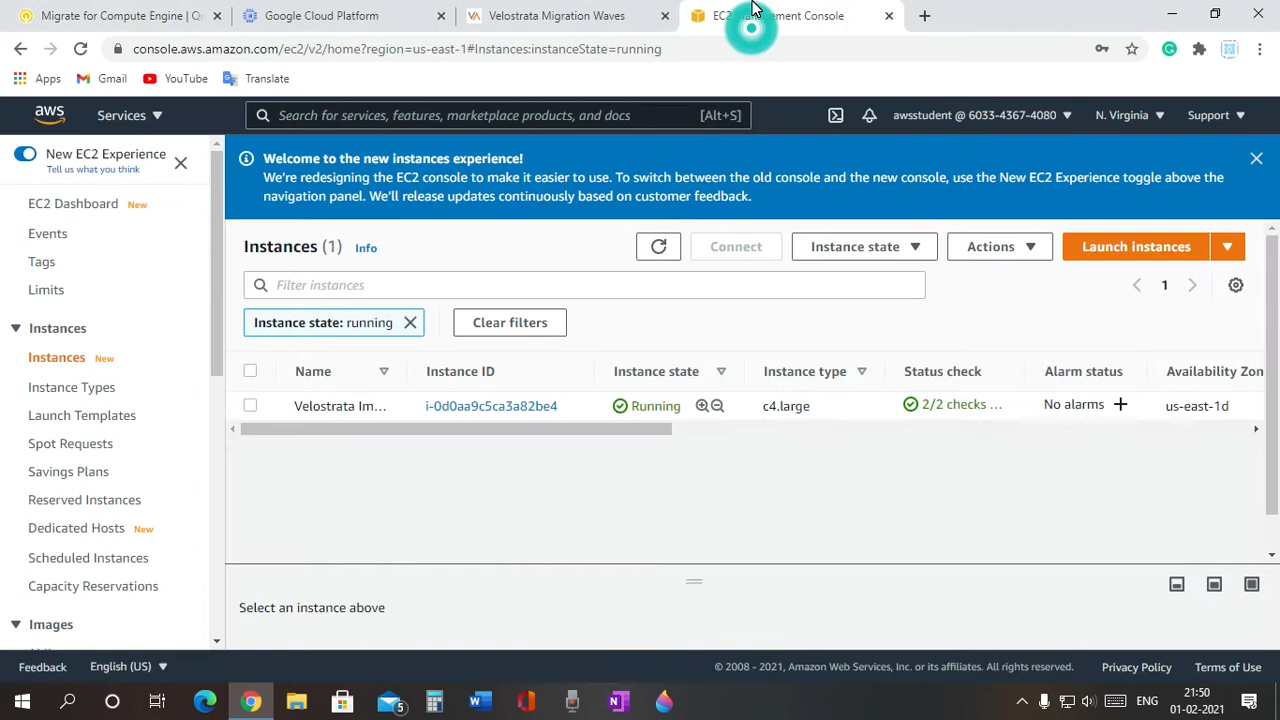 Migrate for Compute Engine | Q
Google Cloud Platform
Velostrata Migration Waves
EC2 Management Console
console.aws.amazon.com/ec2/v2/home?region=us-east-1#Instances:instanceState=running
Apps
Gmail
YouTube
Translate
aws
Services
Search for services, features, marketplace products, and docs
[Alt+S]
awsstudent @ 6033-4367-4080
N. Virginia
Support
New EC2 Experience
Tell us what you think
Welcome to the new instances experience!
We're redesigning the EC2 console to make it easier to use. To switch between the old console and the new console, use the New EC2 Experience toggle above the
navigation panel. We'll release updates continuously based on customer feedback.
EC2 Dashboard New
Events
Tags
Limits
Instances
Instances New
Instance Types
Launch Templates
Spot Requests
Savings Plans
Reserved Instances
Dedicated Hosts New
Scheduled Instances
Capacity Reservations
Images
Instances (1) Info
Connect
Instance state
Actions
Launch instances
Filter instances
1
Instance state: running
Clear filters
Name
Instance ID
Instance state
Instance type
Status check
Alarm status
Availability Zon
Velostrata Im...
i-0d0aa9c5ca3a82be4
Running
c4.large
2/2 checks ...
No alarms
us-east-1d
Select an instance above
Feedback
English (US)
© 2008 - 2021, Amazon Web Services, Inc. or its affiliates. All rights reserved.
Privacy Policy
Terms of Use
5
ENG
21:50
01-02-2021